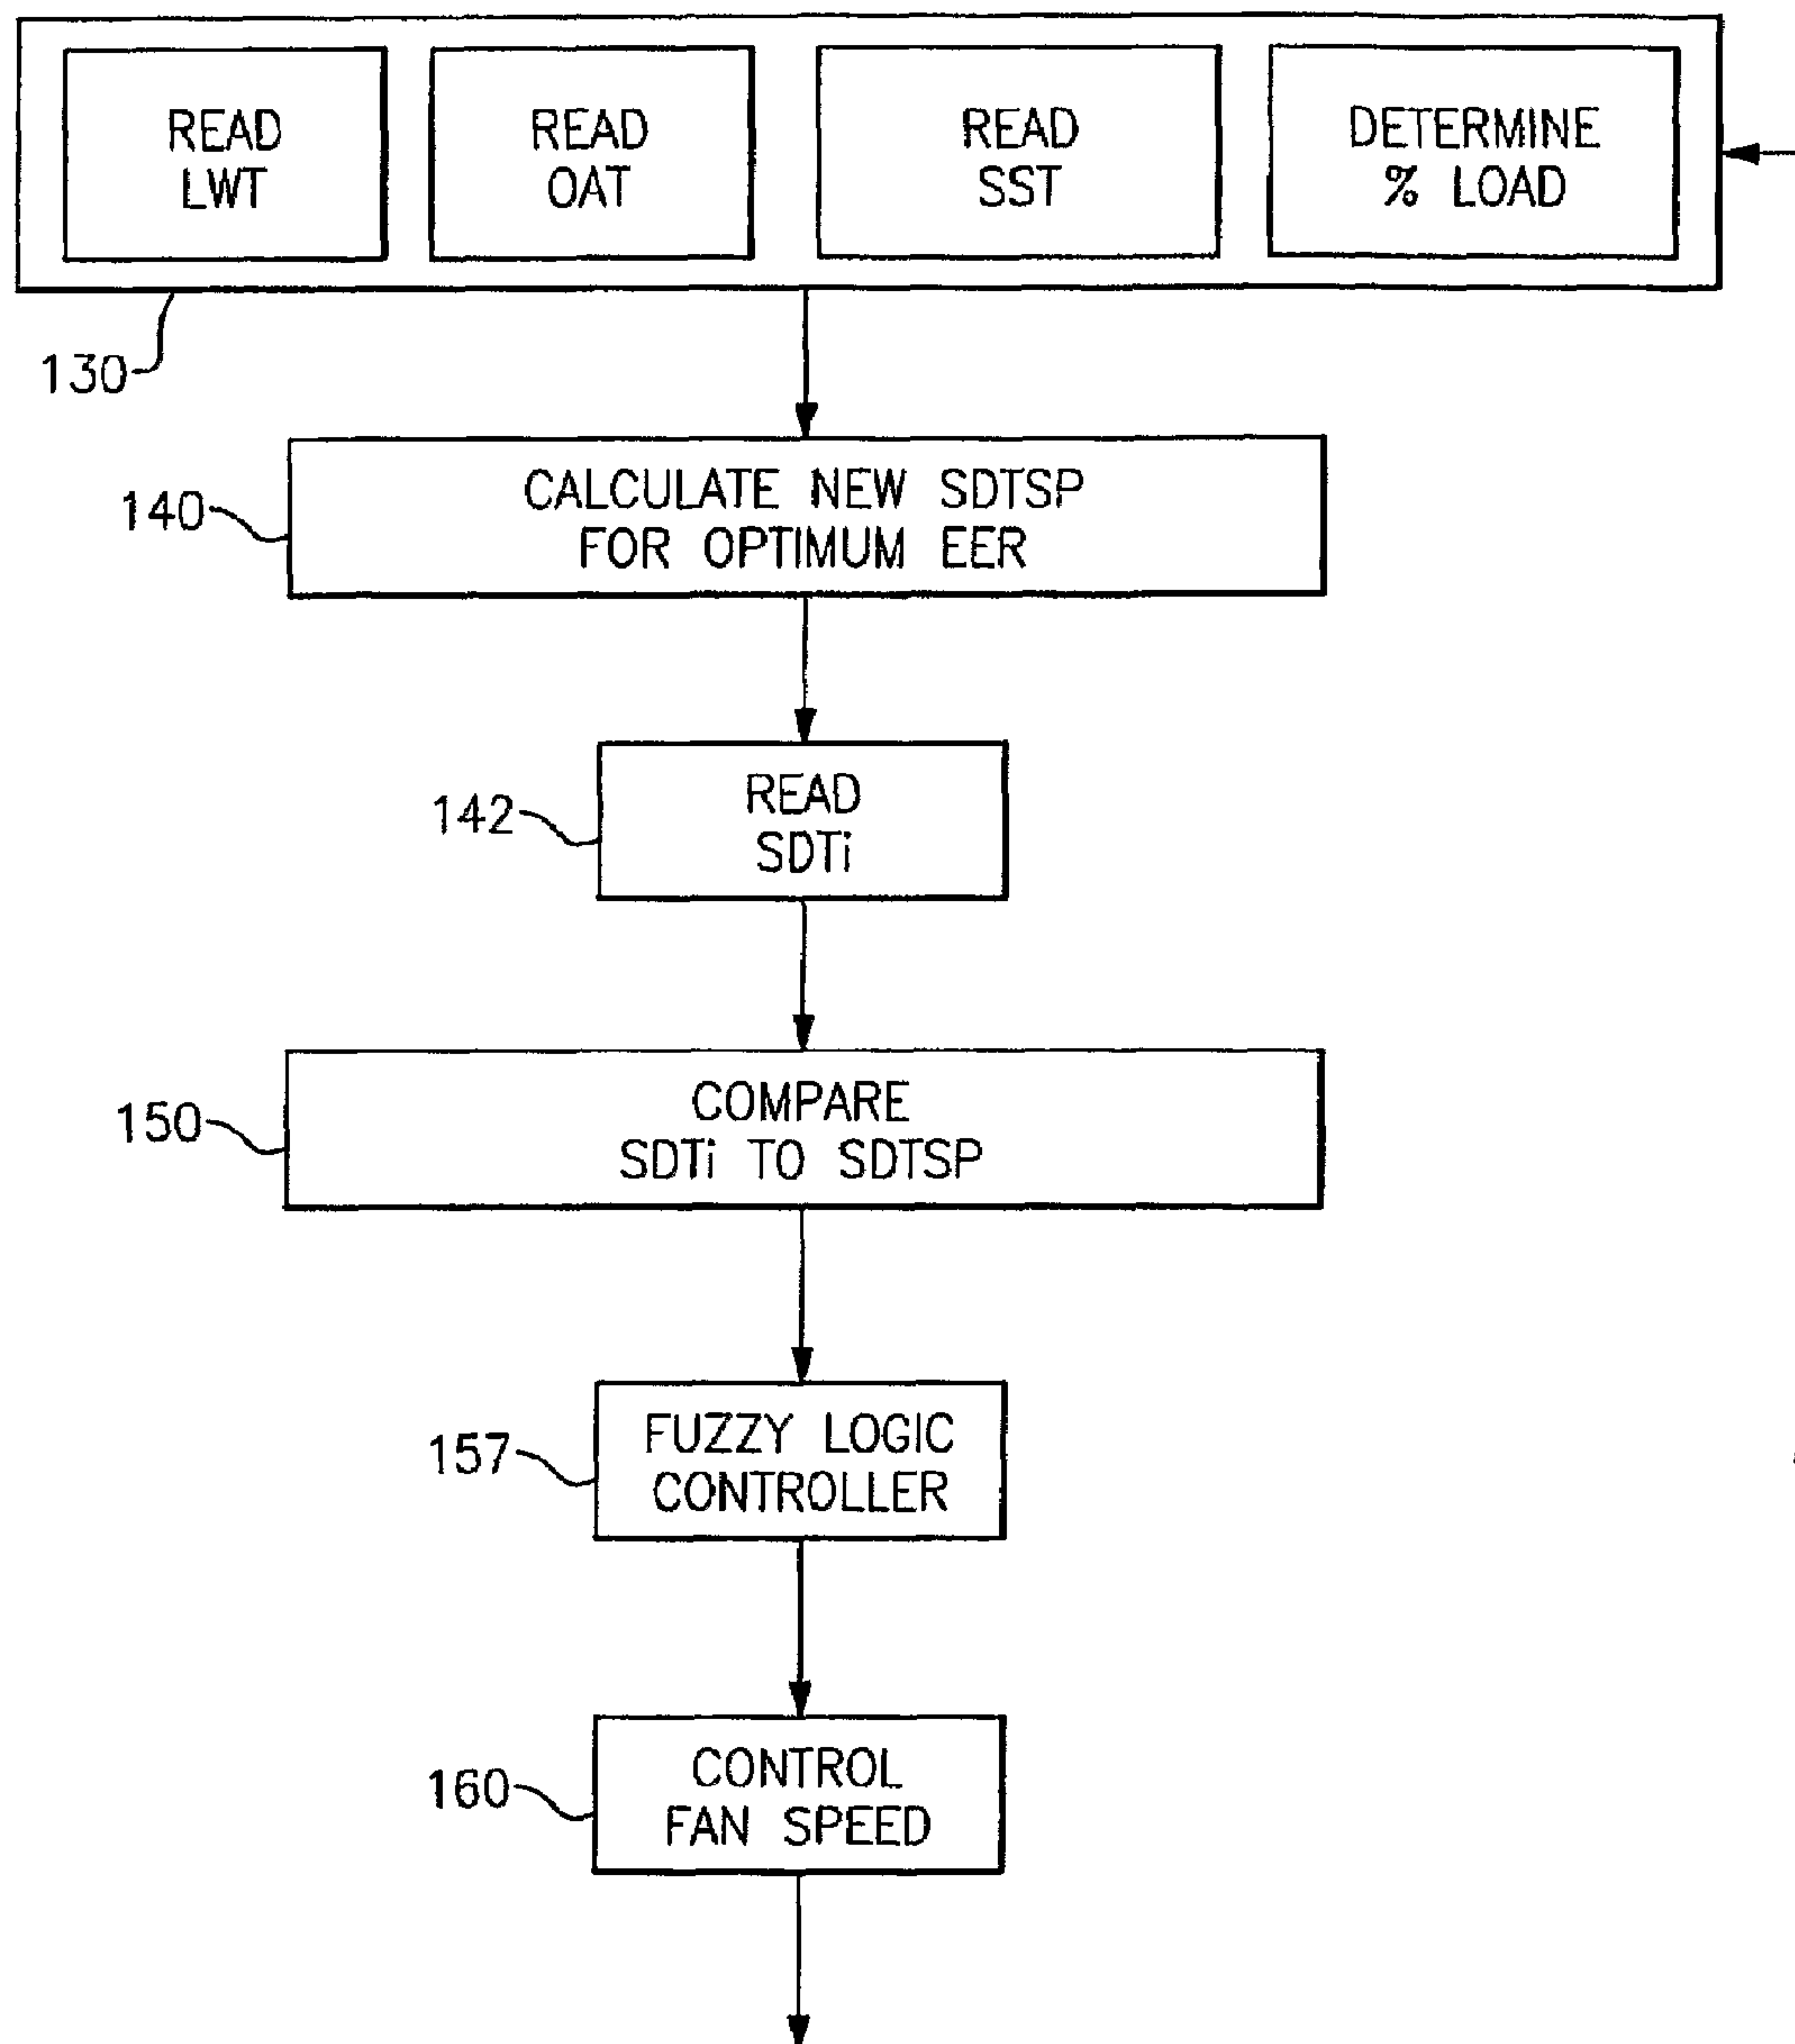 READ
LWT
READ
OAT
READ
SST
DETERMINE
% LOAD
130
140
CALCULATE NEW SDTSP
FOR OPTIMUM EER
142
READ
SDTi
150
COMPARE
SDTi TO SDTSP
157
FUZZY LOGIC
CONTROLLER
160
CONTROL
FAN SPEED